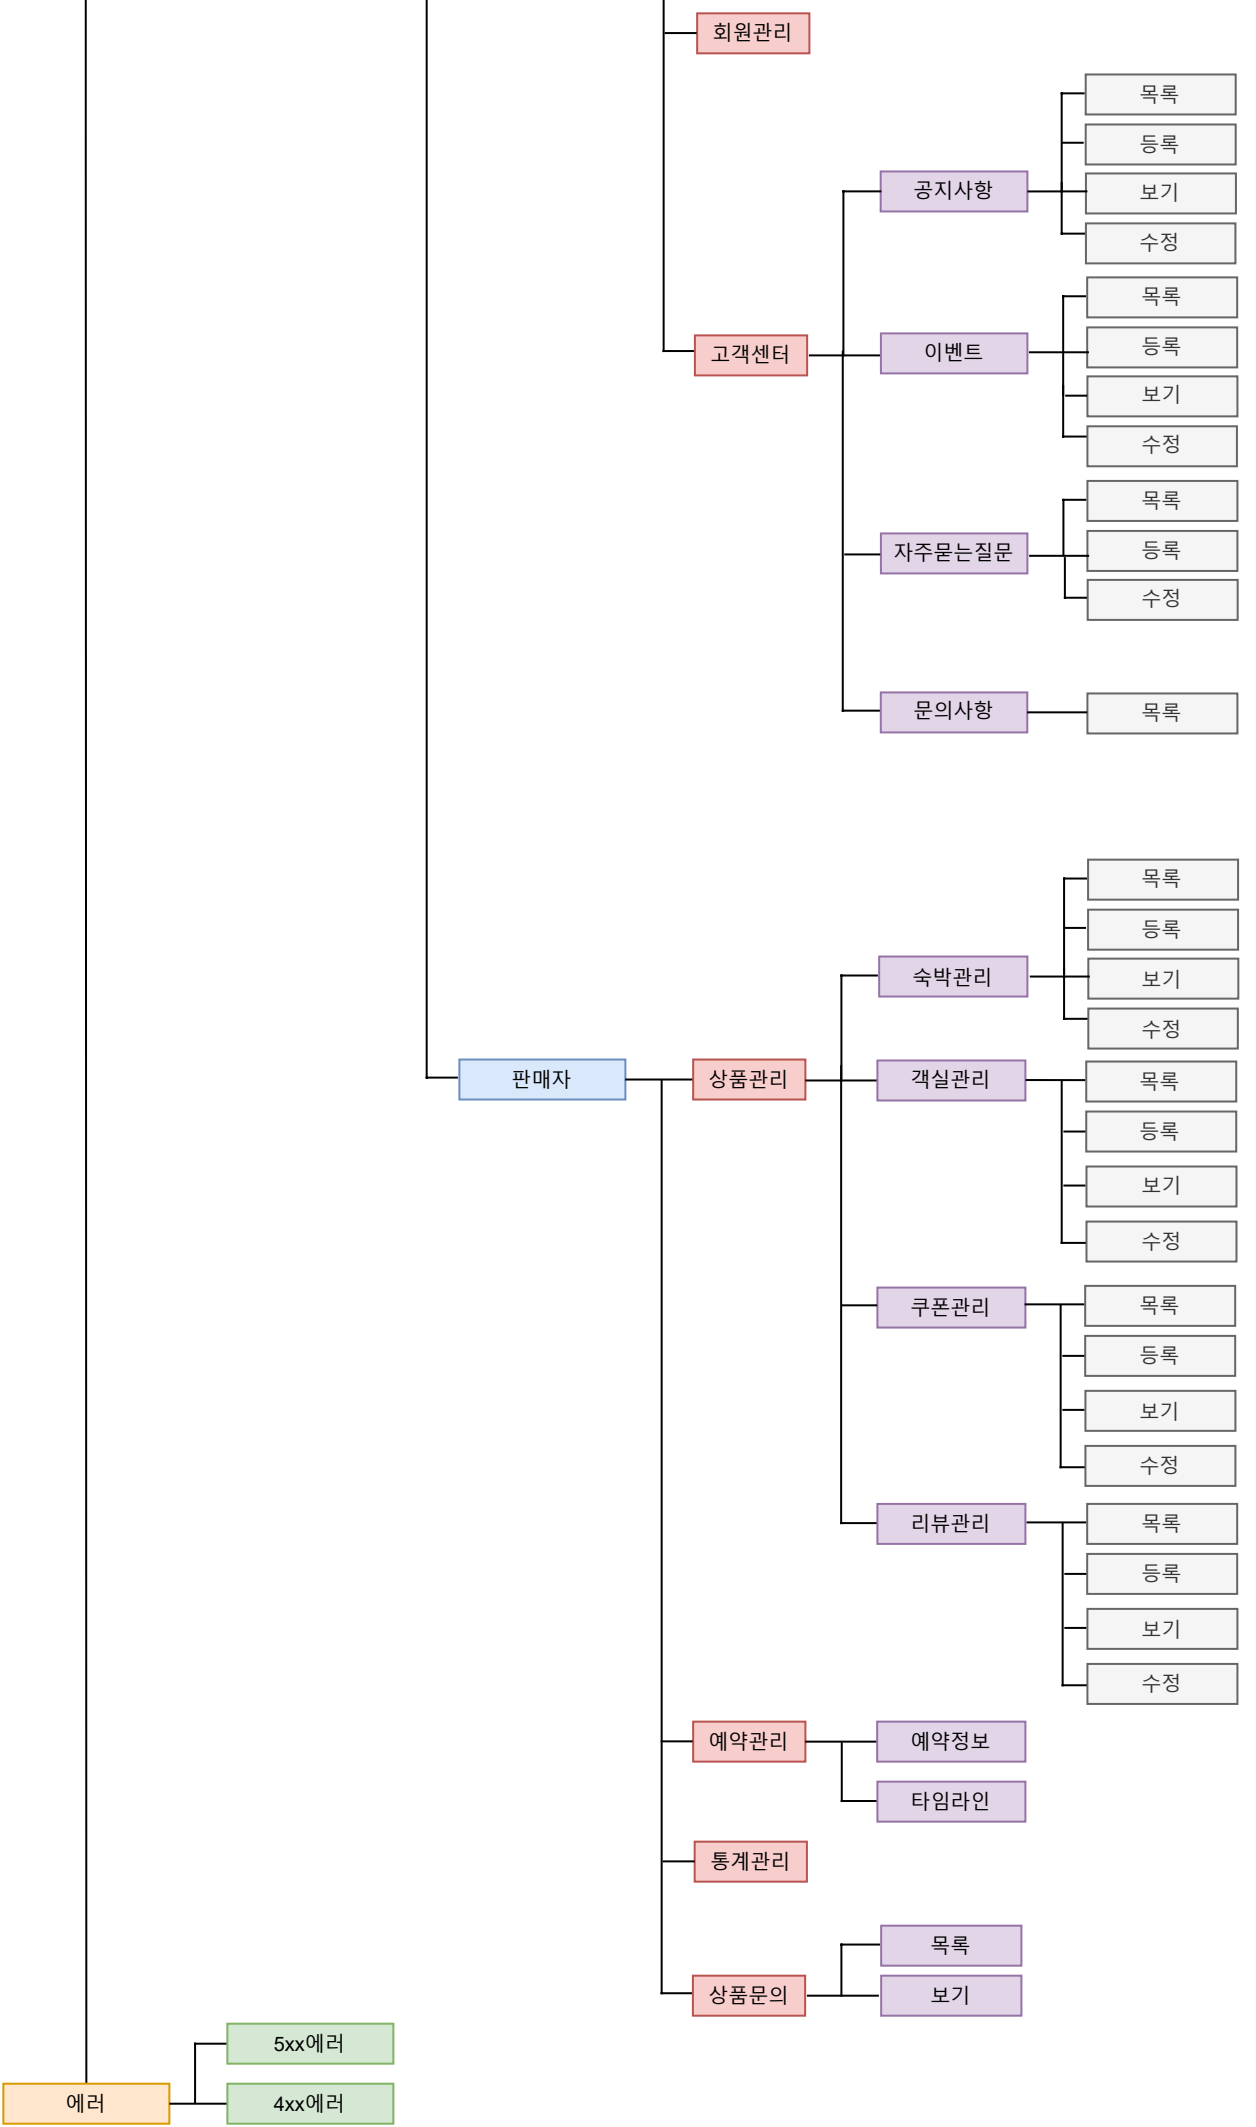 회원관리
목록
등록
공지사항
보기
수정
목록
고객센터
이벤트
등록
보기
수정
목록
자주묻는질문
등록
수정
문의사항
목록
목록
등록
숙박관리
보기
수정
판매자
상품관리
객실관리
목록
등록
보기
수정
쿠폰관리
목록
등록
보기
수정
리뷰관리
목록
등록
보기
수정
예약관리
예약정보
타임라인
통계관리
목록
상품문의
보기
5xx에러
에러
4xx에러